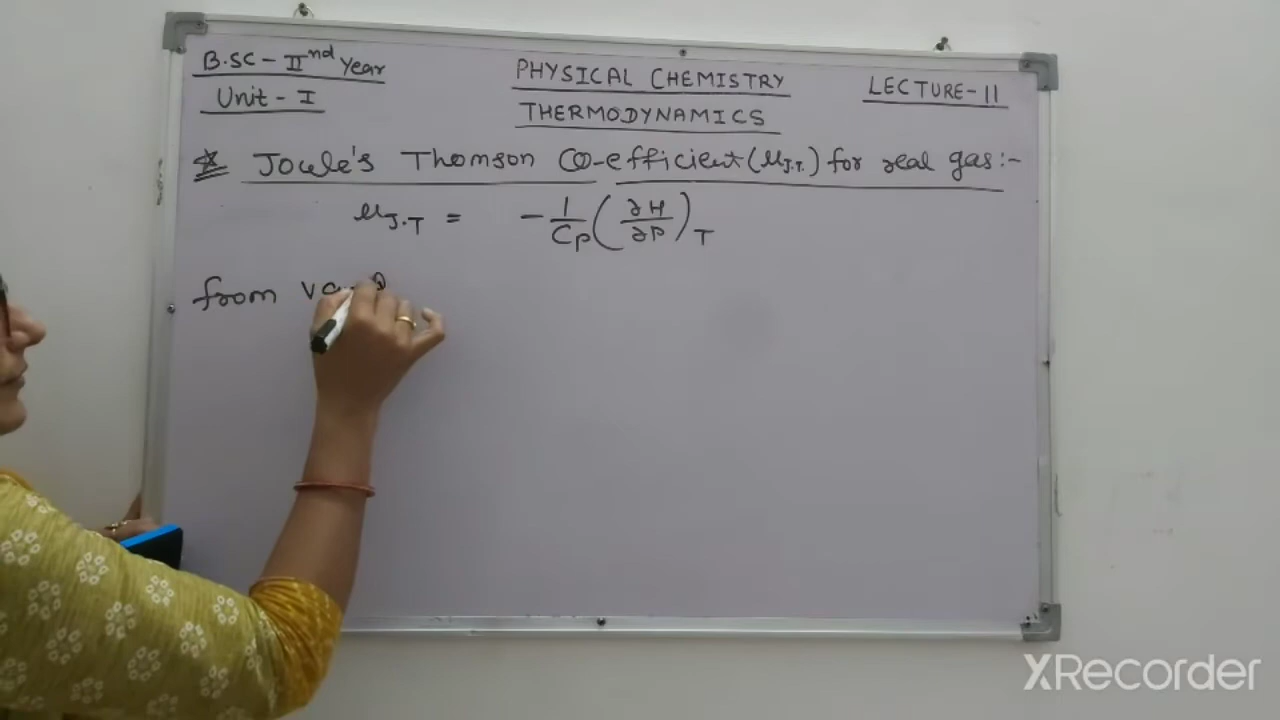 B.SC - IInd Year
PHYSICAL CHEMISTRY
LECTURE-11
Unit - I
THERMODYNAMICS
☆ Joule's Thomson Co-efficient (μJ.T.) for real gas:-
μJ.T = -1/CP (∂H/∂P)T
from
XRecorder